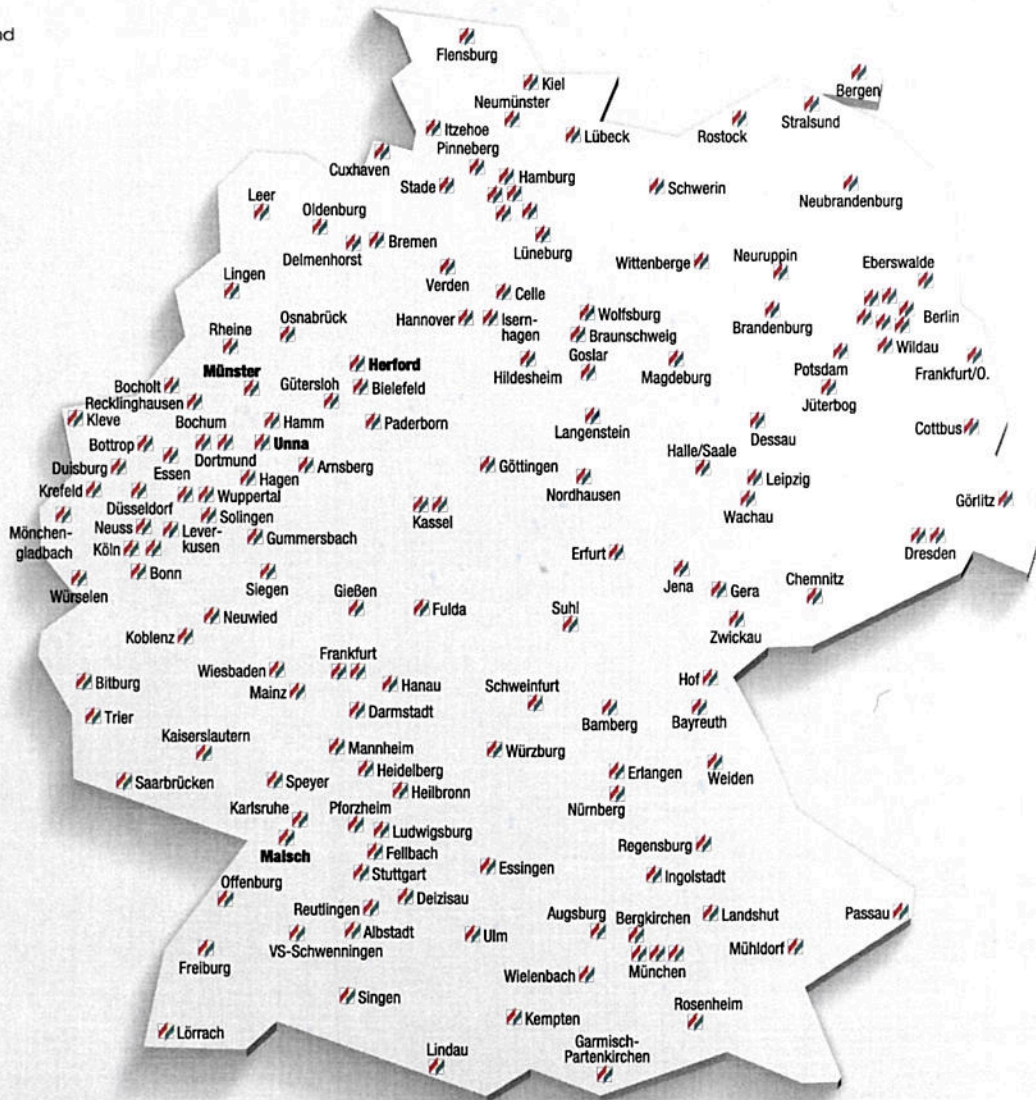 nd
Flensburg
Kiel
Neumünster
Bergen
Stralsund
Itzehoe
Pinneberg
Lübeck
Rostock
Cuxhaven
Hamburg
Stade
Schwerin
Neubrandenburg
Leer
Oldenburg
Bremen
Delmenhorst
Lüneburg
Wittenberge
Neuruppin
Eberswalde
Verden
Lingen
Celle
Osnabrück
Hannover
Isern-
hagen
Wolfsburg
Braunschweig
Brandenburg
Berlin
Rheine
Goslar
Wildau
Herford
Hildesheim
Magdeburg
Potsdam
Frankfurt/O.
Münster
Gütersloh
Bielefeld
Bocholt
Recklinghausen
Jüterbog
Kleve
Bochum
Hamm
Paderborn
Langenstein
Dessau
Cottbus
Bottrop
Unna
Dortmund
Halle/Saale
Duisburg
Essen
Arnsberg
Göttingen
Nordhausen
Leipzig
Hagen
Krefeld
Wuppertal
Düsseldorf
Kassel
Wachau
Görlitz
Solingen
Mönchen-
gladbach
Neuss
Lever-
kusen
Gummersbach
Köln
Erfurt
Dresden
Bonn
Würselen
Siegen
Jena
Gera
Chemnitz
Gießen
Fulda
Suhl
Neuwied
Zwickau
Koblenz
Frankfurt
Wiesbaden
Hof
Bitburg
Mainz
Hanau
Schweinfurt
Trier
Darmstadt
Bamberg
Bayreuth
Kaiserslautern
Mannheim
Würzburg
Heidelberg
Erlangen
Weiden
Saarbrücken
Speyer
Heilbronn
Nürnberg
Karlsruhe
Pforzheim
Ludwigsburg
Malsch
Regensburg
Fellbach
Stuttgart
Essingen
Ingolstadt
Offenburg
Deizisau
Reutlingen
Augsburg
Bergkirchen
Landshut
Passau
Albstadt
VS-Schwenningen
Ulm
Mühldorf
Freiburg
München
Wielenbach
Singen
Rosenheim
Kempten
Lörrach
Garmisch-
Partenkirchen
Lindau